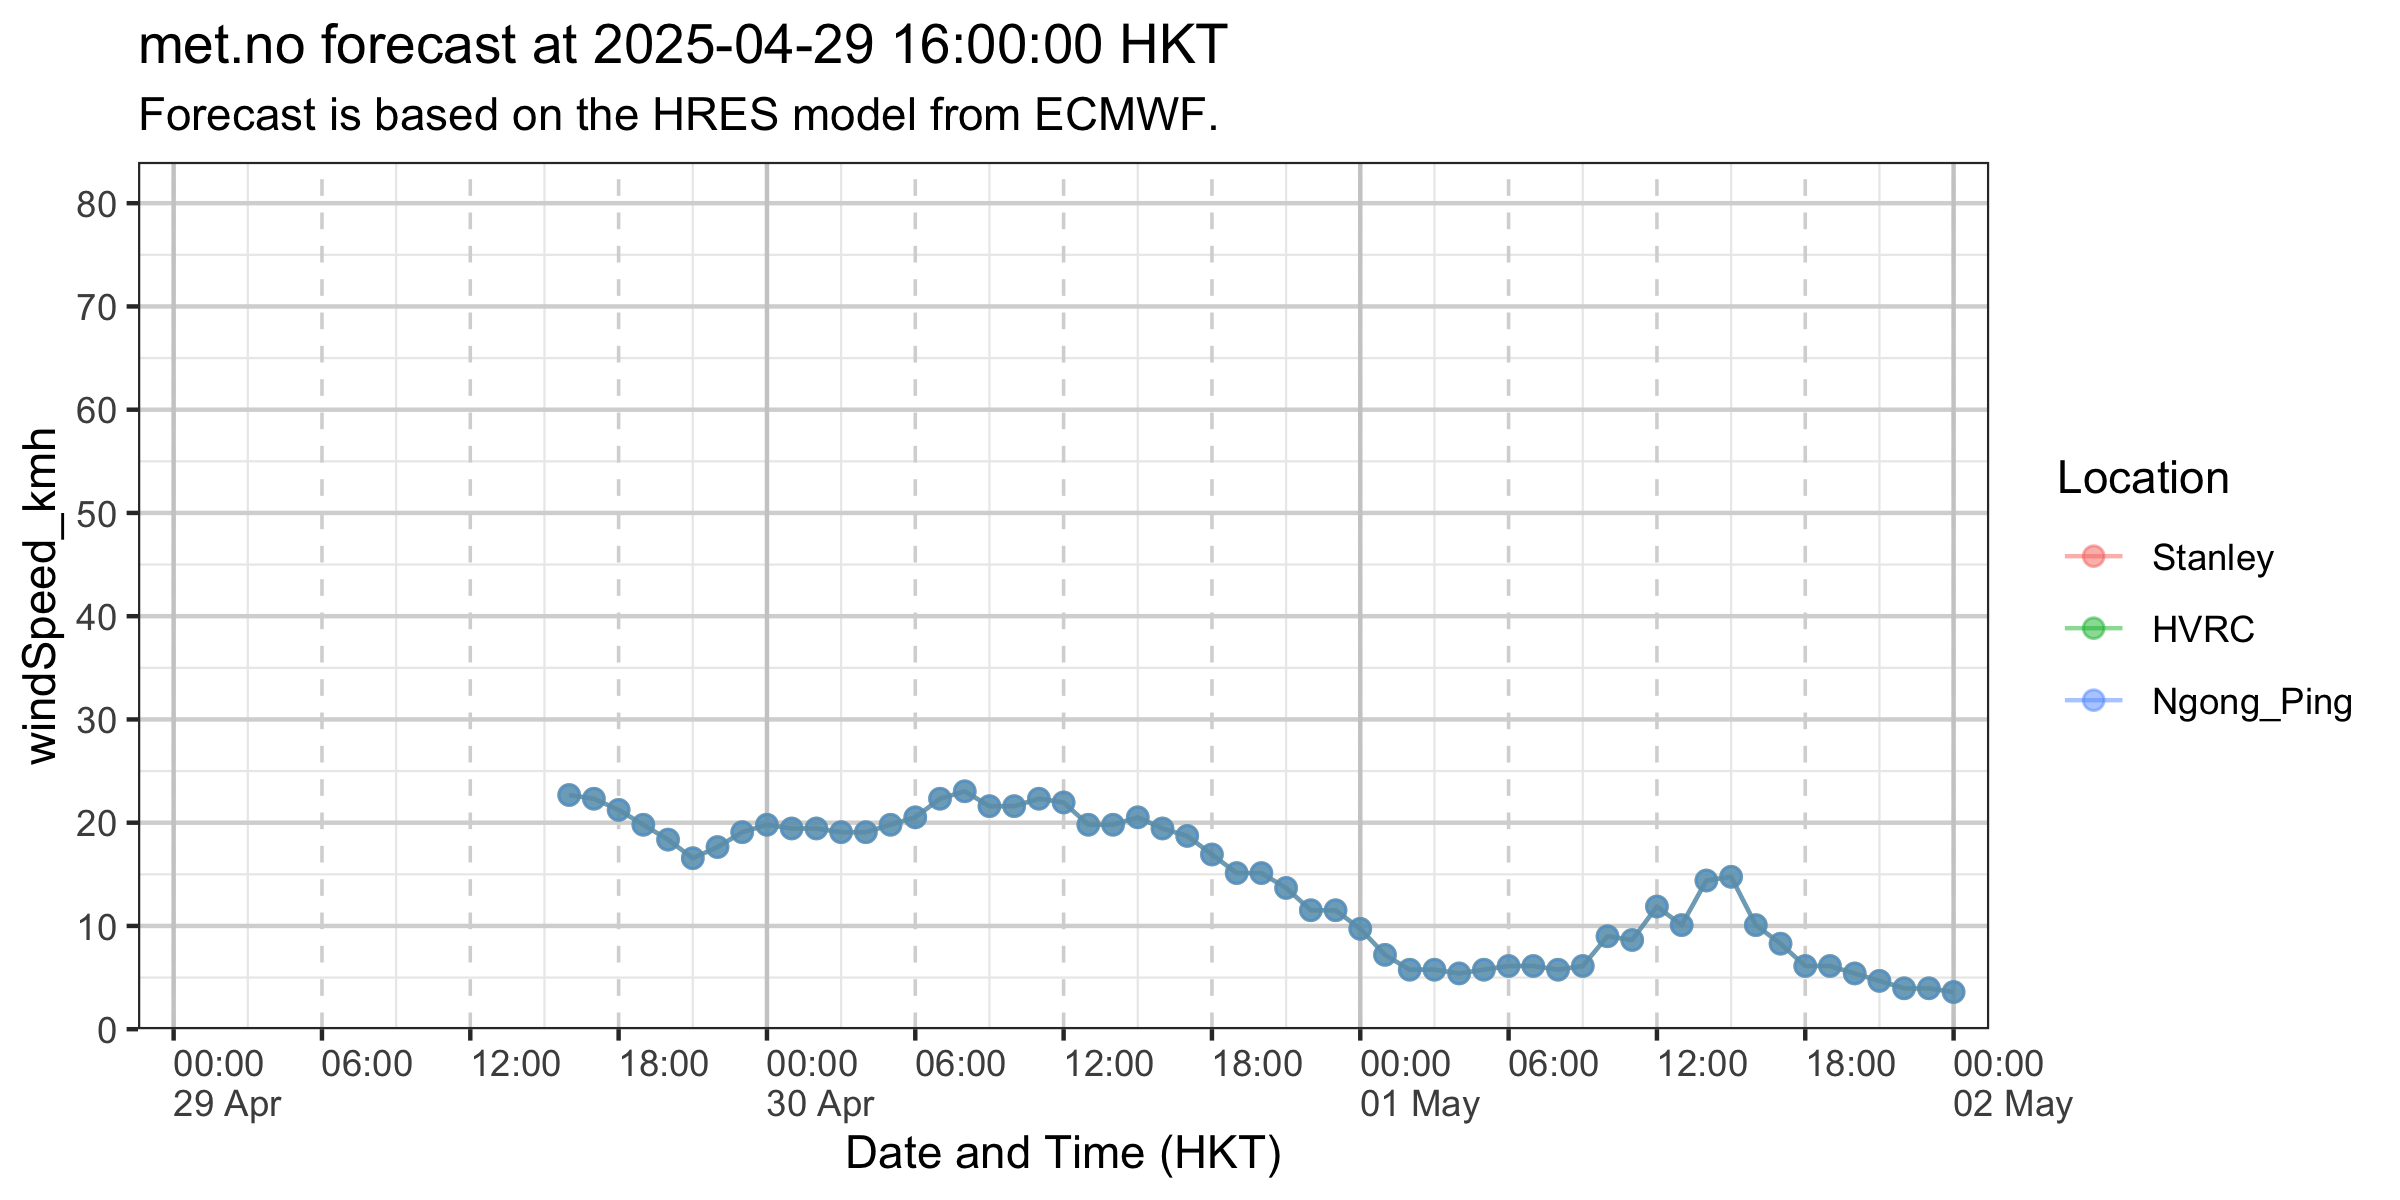 met.no forecast at 2025-04-29 16:00:00 HKT
Forecast is based on the HRES model from ECMWF.
windSpeed_kmh
80
70
60
50
40
30
20
10
0
00:00 06:00 12:00 18:00 00:00 06:00 12:00 18:00 00:00 06:00 12:00 18:00 00:00
29 Apr 30 Apr 01 May 02 May
Date and Time (HKT)
Location
Stanley
HVRC
Ngong_Ping